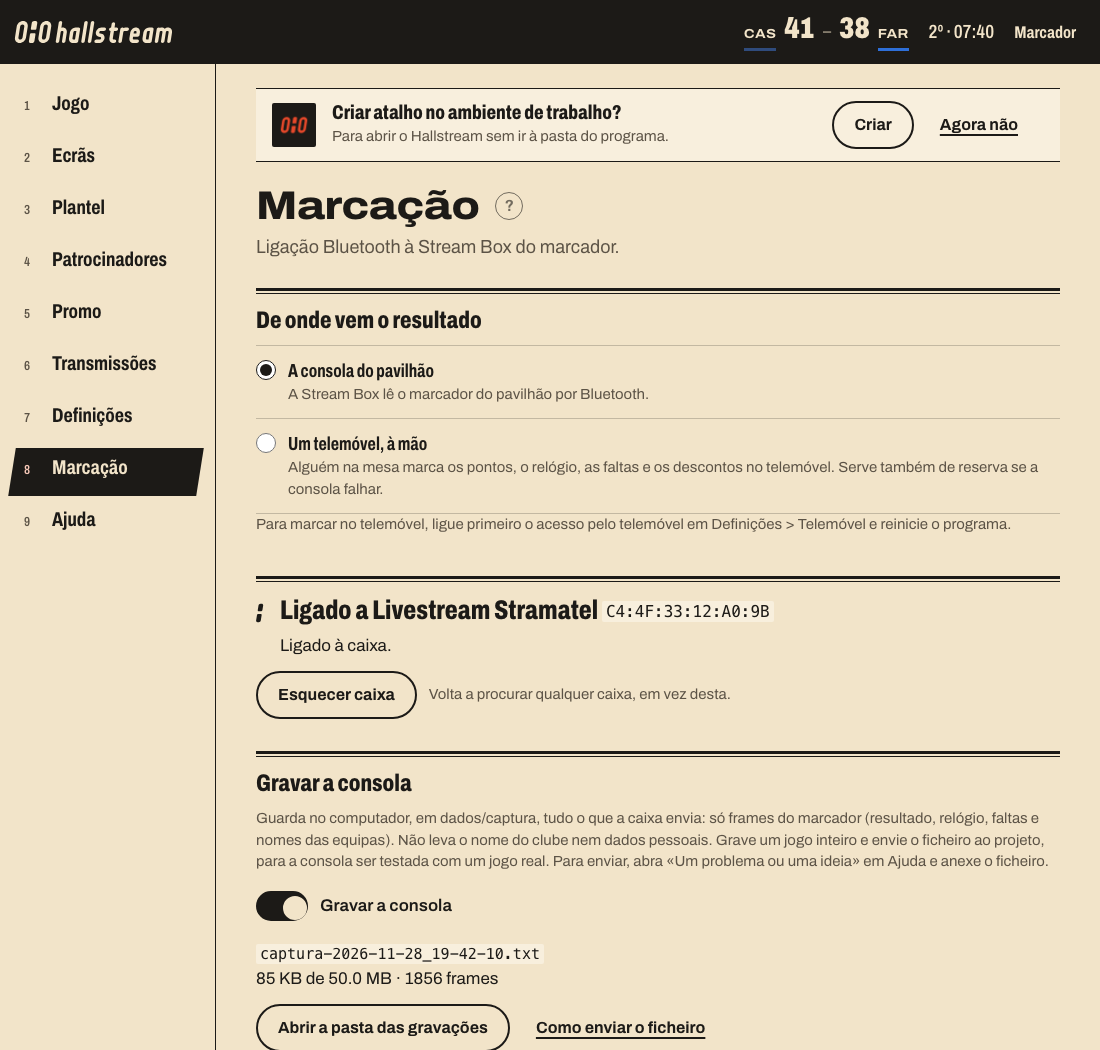 0:0 hallstream
CAS 41 – 38 FAR 2º · 07:40 Marcador
1 Jogo
2 Ecrãs
3 Plantel
4 Patrocinadores
5 Promo
6 Transmissões
7 Definições
8 Marcação
9 Ajuda
0:0
Criar atalho no ambiente de trabalho?
Para abrir o Hallstream sem ir à pasta do programa.
Criar
Agora não
Marcação ?
Ligação Bluetooth à Stream Box do marcador.
De onde vem o resultado
A consola do pavilhão
A Stream Box lê o marcador do pavilhão por Bluetooth.
Um telemóvel, à mão
Alguém na mesa marca os pontos, o relógio, as faltas e os descontos no telemóvel. Serve também de reserva se a
consola falhar.
Para marcar no telemóvel, ligue primeiro o acesso pelo telemóvel em Definições > Telemóvel e reinicie o programa.
Ligado a Livestream Stramatel C4:4F:33:12:A0:9B
Ligado à caixa.
Esquecer caixa Volta a procurar qualquer caixa, em vez desta.
Gravar a consola
Guarda no computador, em dados/captura, tudo o que a caixa envia: só frames do marcador (resultado, relógio, faltas e
nomes das equipas). Não leva o nome do clube nem dados pessoais. Grave um jogo inteiro e envie o ficheiro ao projeto,
para a consola ser testada com um jogo real. Para enviar, abra «Um problema ou uma ideia» em Ajuda e anexe o ficheiro.
Gravar a consola
captura-2026-11-28_19-42-10.txt
85 KB de 50.0 MB · 1856 frames
Abrir a pasta das gravações Como enviar o ficheiro